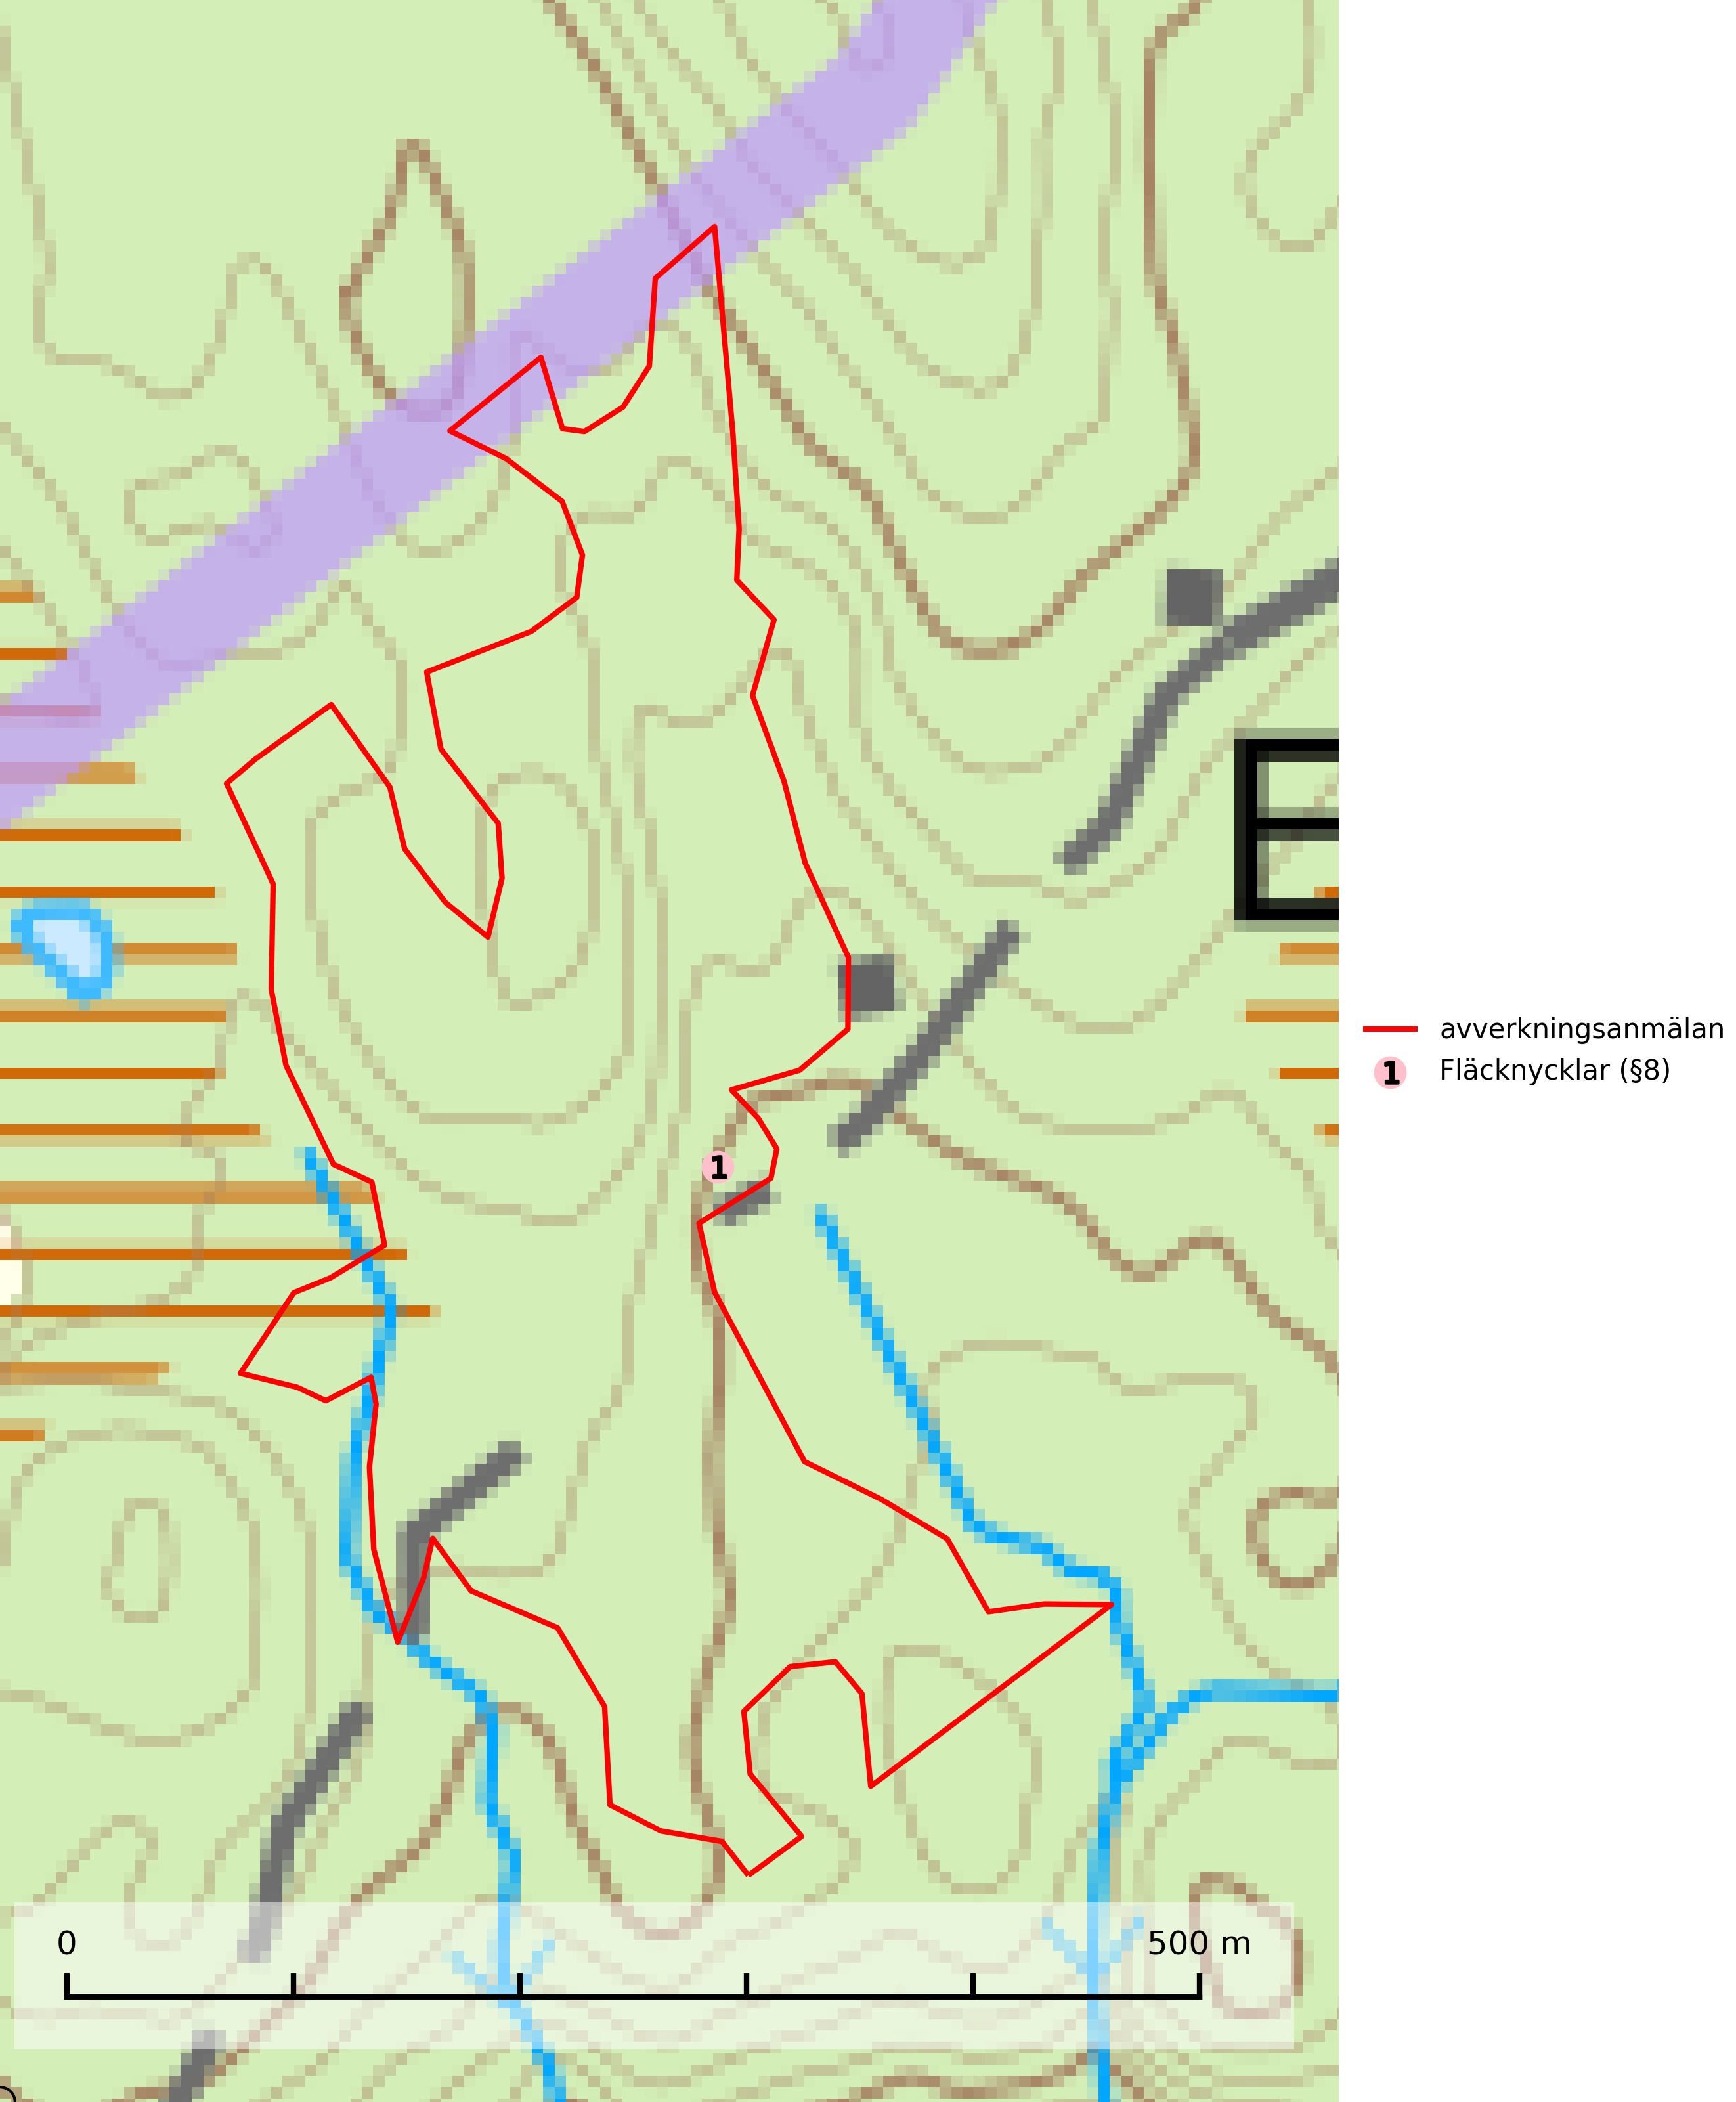 1
avverkningsanmälan
1 Fläcknycklar (§8)
0 500 m